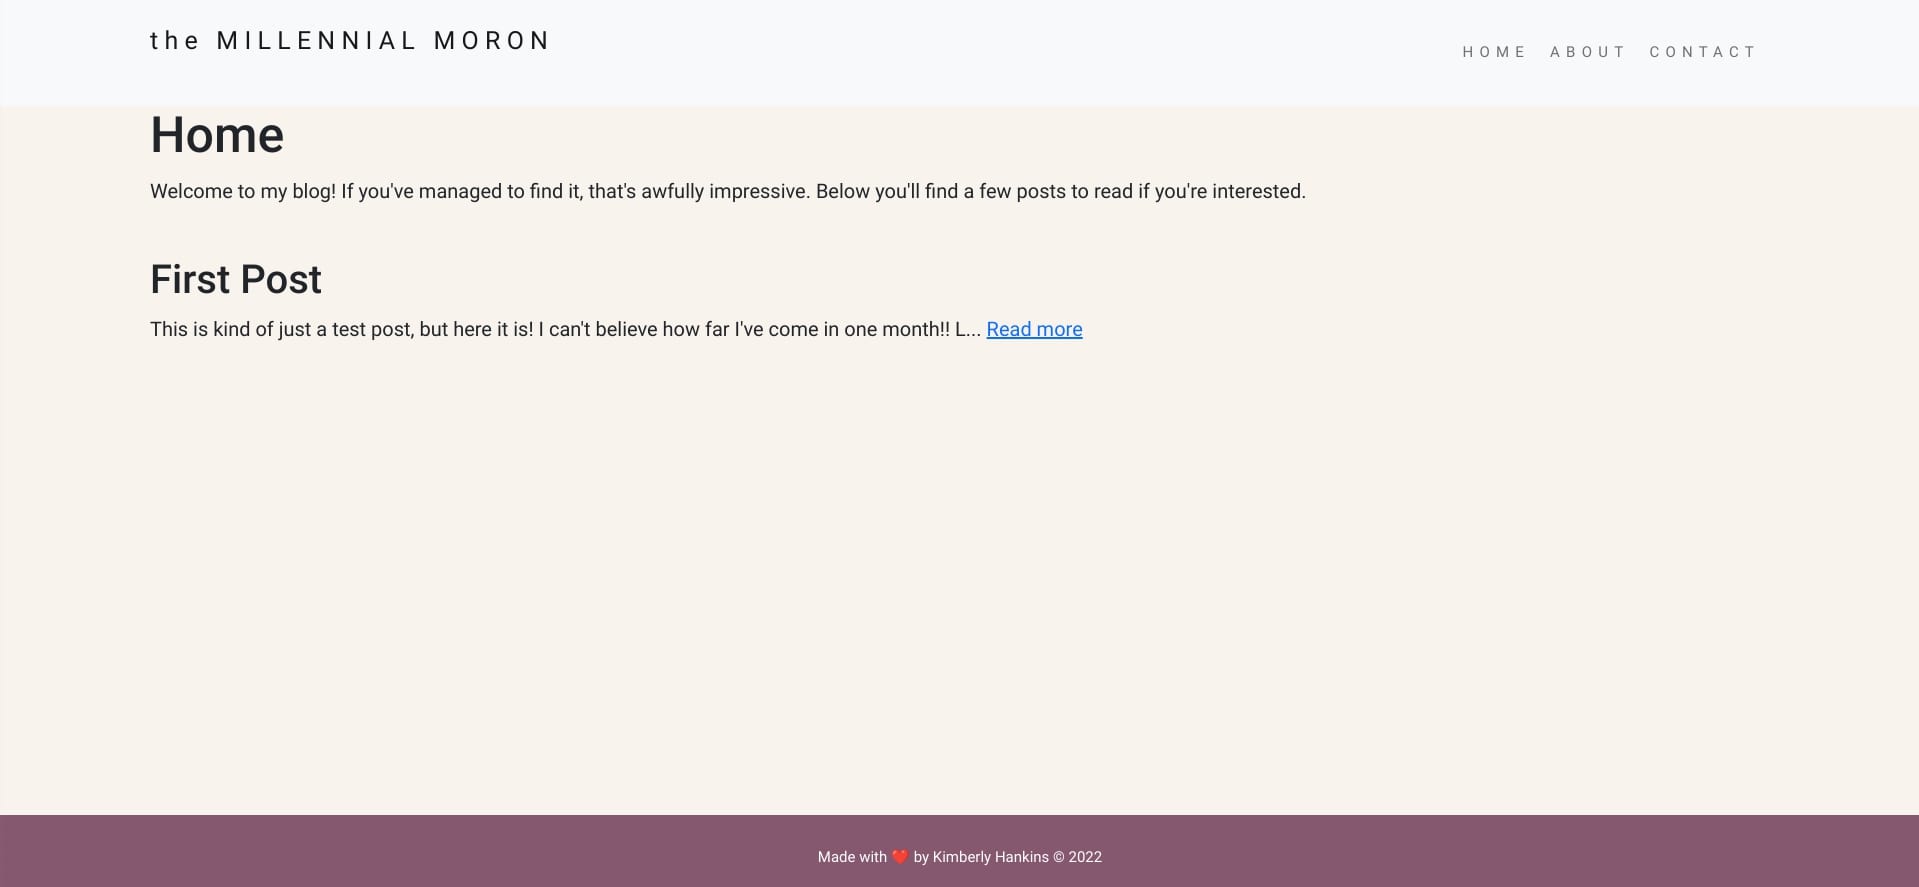 the MILLENNIAL MORON
HOME ABOUT CONTACT
Home
Welcome to my blog! If you've managed to find it, that's awfully impressive. Below you'll find a few posts to read if you're interested.
First Post
This is kind of just a test post, but here it is! I can't believe how far I've come in one month!! L... Read more
Made with ❤️ by Kimberly Hankins © 2022